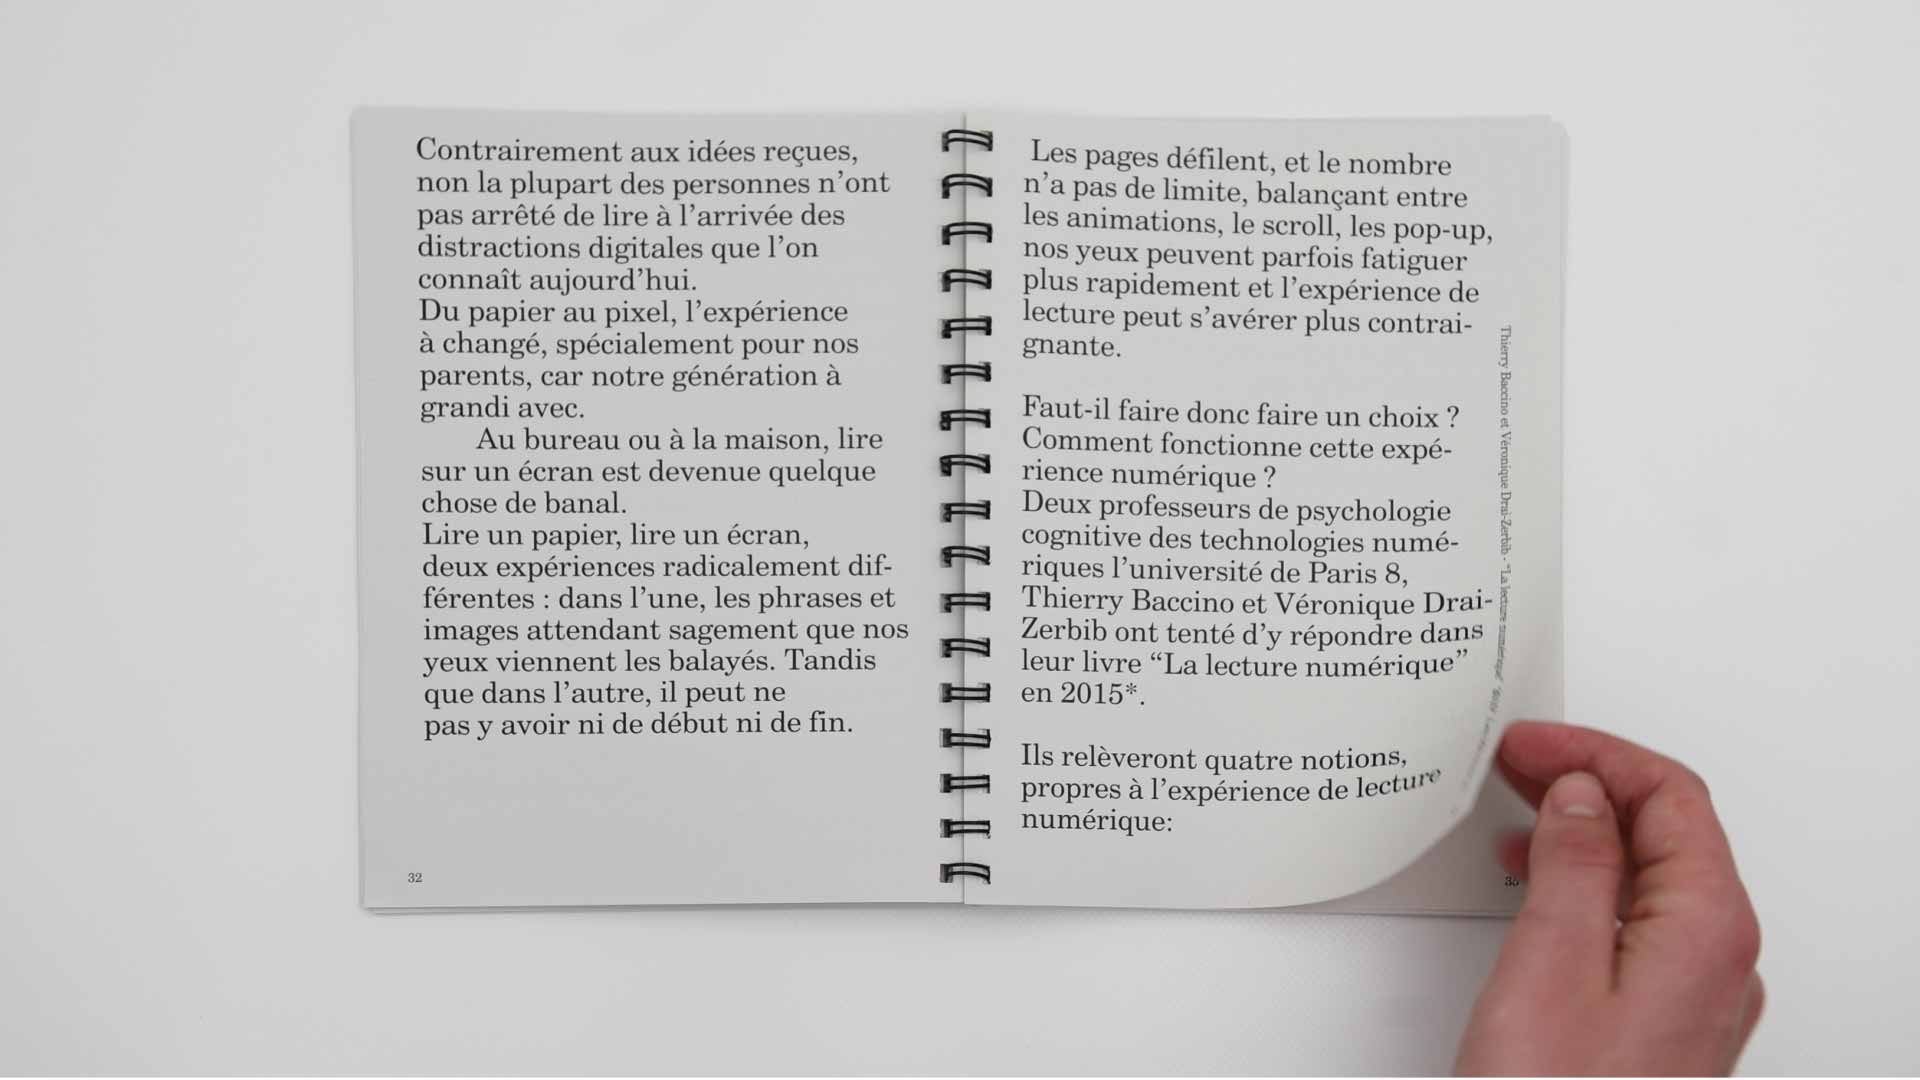 Contrairement aux idées reçues,
non la plupart des personnes n’ont
pas arrêté de lire à l’arrivée des
distractions digitales que l’on
connaît aujourd’hui.
Du papier au pixel, l’expérience
à changé, spécialement pour nos
parents, car notre génération à
grandi avec.
Au bureau ou à la maison, lire
sur un écran est devenue quelque
chose de banal.
Lire un papier, lire un écran,
deux expériences radicalement dif-
férentes : dans l’une, les phrases et
images attendant sagement que nos
yeux viennent les balayés. Tandis
que dans l’autre, il peut ne
pas y avoir ni de début ni de fin.
32
Les pages défilent, et le nombre
n’a pas de limite, balançant entre
les animations, le scroll, les pop-up,
nos yeux peuvent parfois fatiguer
plus rapidement et l’expérience de
lecture peut s’avérer plus contrai-
gnante.
Faut-il faire donc faire un choix ?
Comment fonctionne cette expé-
rience numérique ?
Deux professeurs de psychologie
cognitive des technologies numé-
riques l’université de Paris 8,
Thierry Baccino et Véronique Drai-
Zerbib ont tenté d’y répondre dans
leur livre “La lecture numérique”
en 2015*.
Ils relèveront quatre notions,
propres à l’expérience de lecture
numérique:
Thierry Baccino et Véronique Drai-Zerbib - “La lecture numérique”